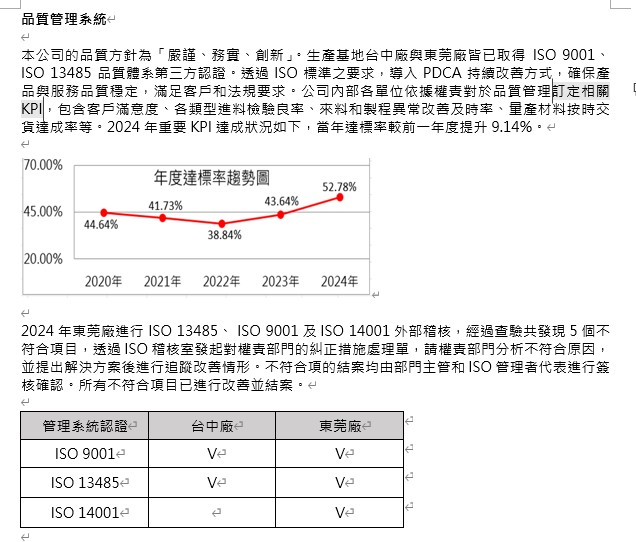 品質管理系統
本公司的品質方針為「嚴謹、務實、創新」。生產基地台中廠與東莞廠皆已取得 ISO 9001、
ISO 13485 品質體系第三方認證。透過 ISO 標準之要求，導入 PDCA 持續改善方式，確保產
品與服務品質穩定，滿足客戶和法規要求。公司內部各單位依據權責對於品質管理訂定相關
KPI，包含客戶滿意度、各類型進料檢驗良率、來料和製程異常改善及時率、量產材料按時交
貨達成率等。2024 年重要 KPI 達成狀況如下，當年達標率較前一年度提升 9.14%。
年度達標率趨勢圖
70.00%
45.00%
20.00%
44.64%
41.73%
38.84%
43.64%
52.78%
2020年 2021年 2022年 2023年 2024年
2024 年東莞廠進行 ISO 13485、 ISO 9001 及 ISO 14001 外部稽核，經過查驗共發現 5 個不
符合項目，透過 ISO 稽核室發起對權責部門的糾正措施處理單，請權責部門分析不符合原因，
並提出解決方案後進行追蹤改善情形。不符合項的結案均由部門主管和 ISO 管理者代表進行簽
核確認。所有不符合項目已進行改善並結案。
管理系統認證 台中廠 東莞廠
ISO 9001 V V
ISO 13485 V V
ISO 14001 V